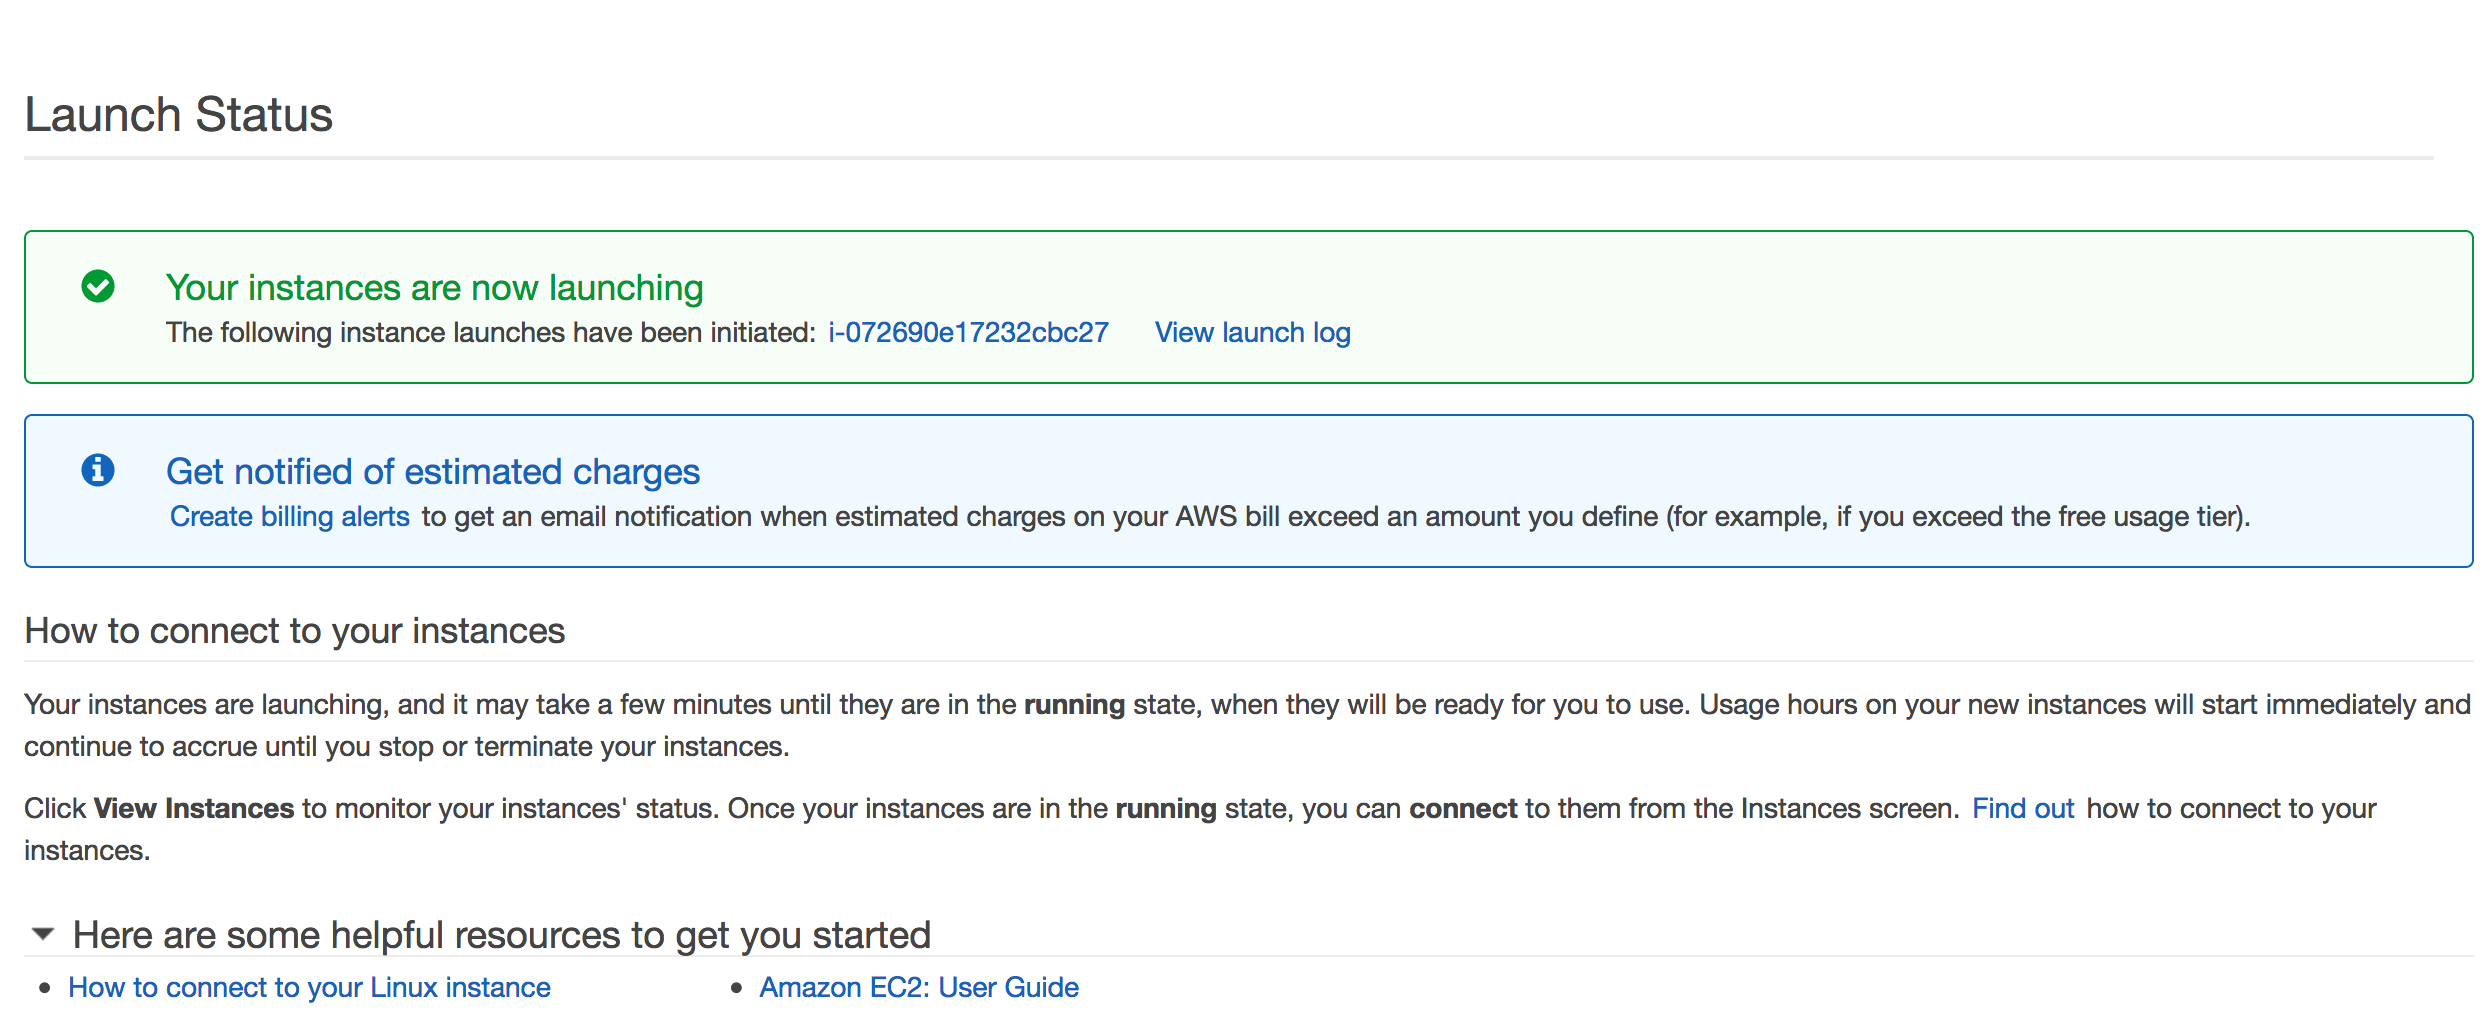 Launch Status
Your instances are now launching
The following instance launches have been initiated: i-072690e17232cbc27 View launch log
Get notified of estimated charges
Create billing alerts to get an email notification when estimated charges on your AWS bill exceed an amount you define (for example, if you exceed the free usage tier).
How to connect to your instances
Your instances are launching, and it may take a few minutes until they are in the running state, when they will be ready for you to use. Usage hours on your new instances will start immediately and
continue to accrue until you stop or terminate your instances.
Click View Instances to monitor your instances' status. Once your instances are in the running state, you can connect to them from the Instances screen. Find out how to connect to your
instances.
Here are some helpful resources to get you started
• How to connect to your Linux instance • Amazon EC2: User Guide